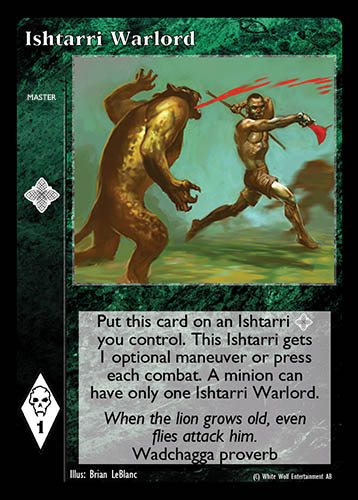 Ishtarri Warlord
MASTER
Put this card on an Ishtarri
you control. This Ishtarri gets
1 optional maneuver or press
each combat. A minion can
have only one Ishtarri Warlord.
When the lion grows old, even
flies attack him.
Wadchagga proverb
1
Illus: Brian LeBlanc
(C) White Wolf Entertainment AB